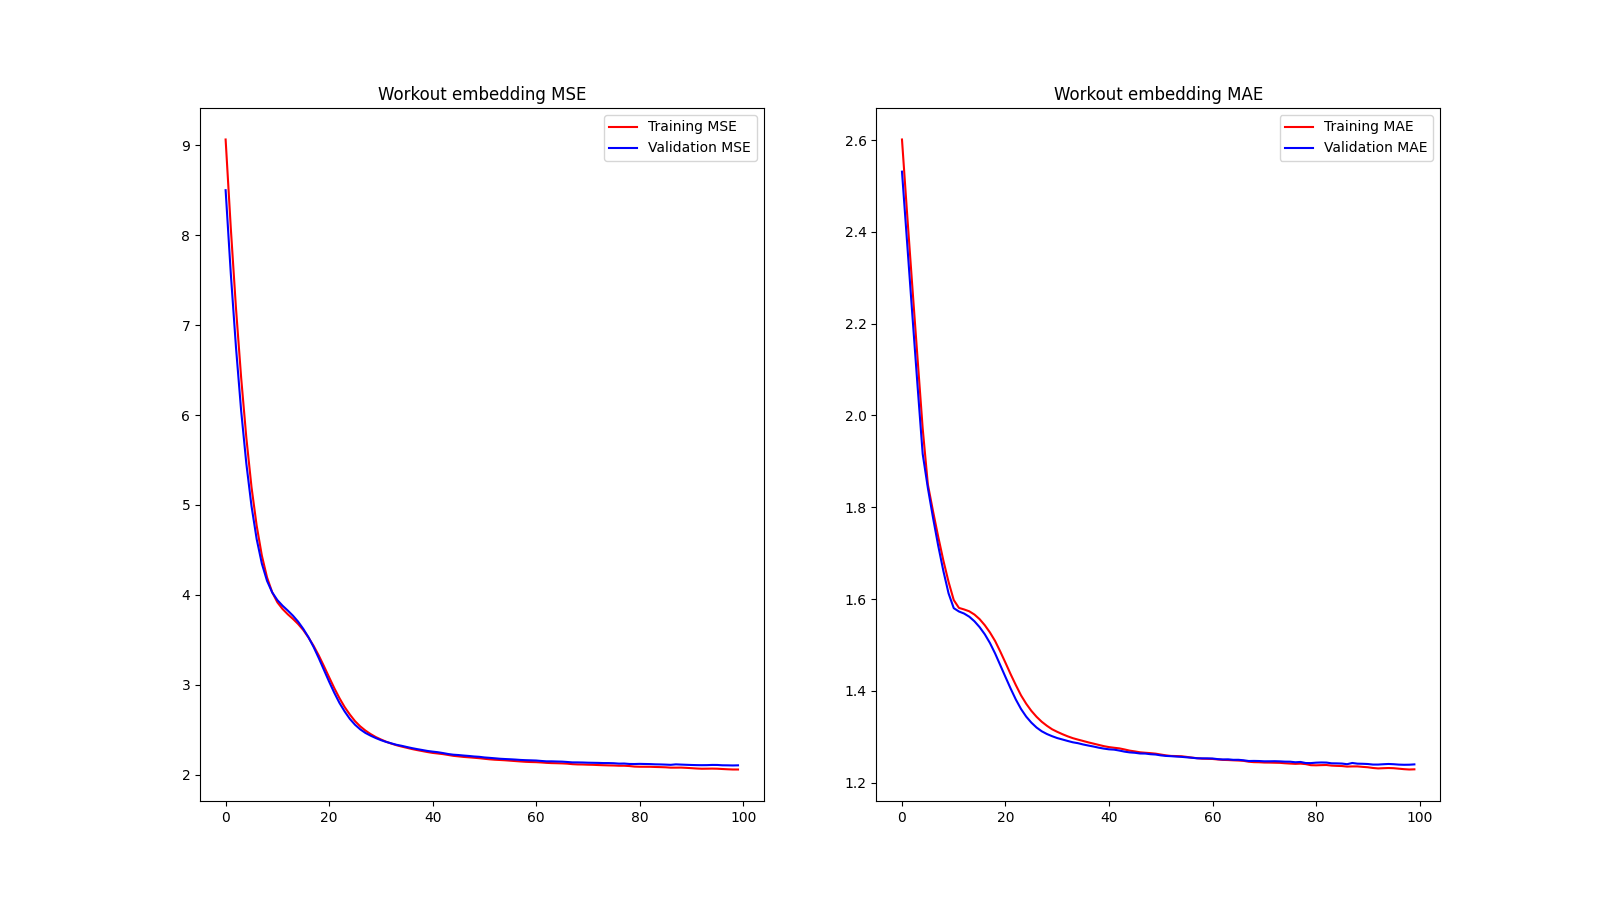 Workout embedding MSE
Training MSE
Validation MSE
9
8
7
6
5
4
3
2
0 20 40 60 80 100
Workout embedding MAE
Training MAE
Validation MAE
2.6
2.4
2.2
2.0
1.8
1.6
1.4
1.2
0 20 40 60 80 100